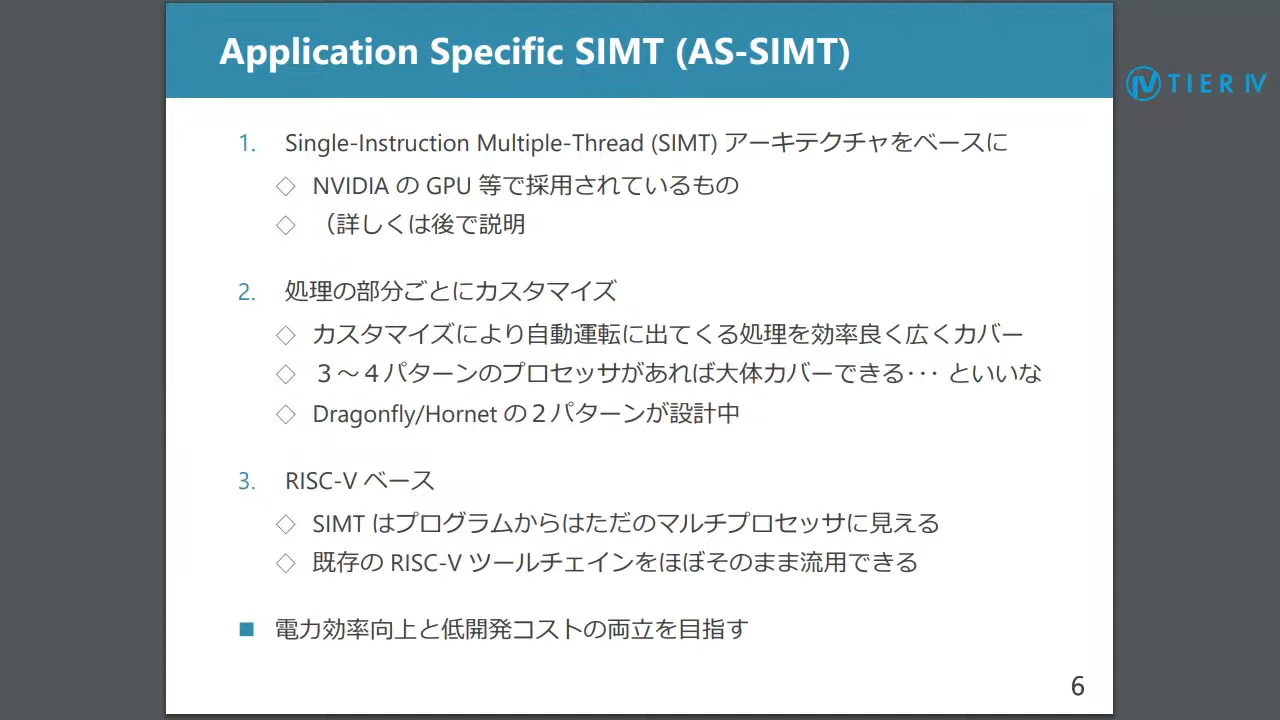 Application Specific SIMT (AS-SIMT)
TIER IV
1. Single-Instruction Multiple-Thread (SIMT) アーキテクチャをベースに
◇ NVIDIA の GPU 等で採用されているもの
◇ （詳しくは後で説明
2. 処理の部分ごとにカスタマイズ
◇ カスタマイズにより自動運転に出てくる処理を効率良く広くカバー
◇ ３～４パターンのプロセッサがあれば大体カバーできる･･･ といいな
◇ Dragonfly/Hornet の２パターンが設計中
3. RISC-V ベース
◇ SIMT はプログラムからはただのマルチプロセッサに見える
◇ 既存の RISC-V ツールチェインをほぼそのまま流用できる
■ 電力効率向上と低開発コストの両立を目指す
6